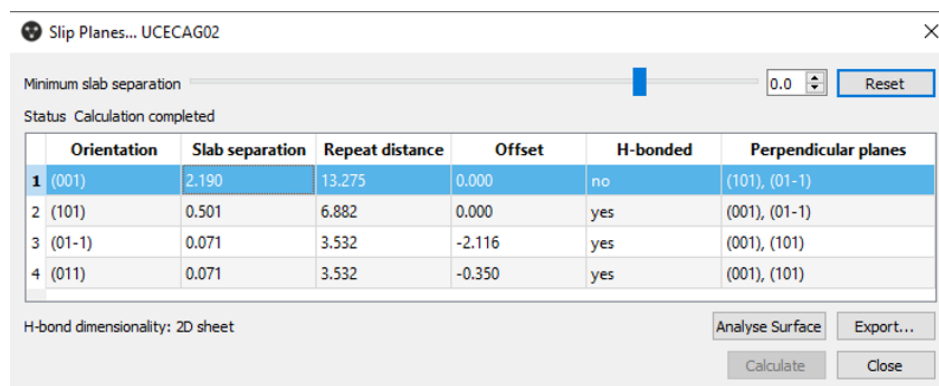 Slip Planes... UCECAG02
Minimum slab separation 0.0 Reset
Status Calculation completed
Orientation Slab separation Repeat distance Offset H-bonded Perpendicular planes
1 (001) 2.190 13.275 0.000 no (101), (01-1)
2 (101) 0.501 6.882 0.000 yes (001), (01-1)
3 (01-1) 0.071 3.532 -2.116 yes (001), (101)
4 (011) 0.071 3.532 -0.350 yes (001), (101)
H-bond dimensionality: 2D sheet Analyse Surface Export...
Calculate Close